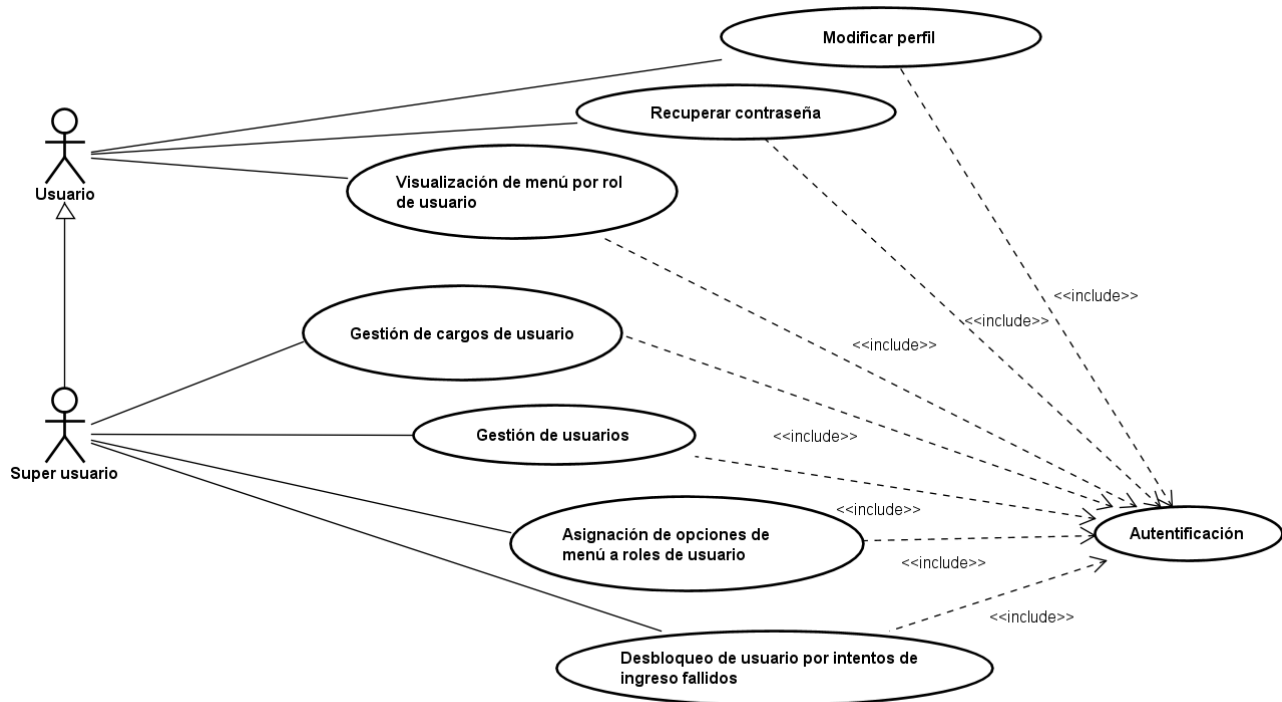 Modificar perfil
Recuperar contraseña
Usuario
Visualización de menú por rol
de usuario
<<include>>
<<include>>
Gestión de cargos de usuario
<<include>>
Super usuario
Gestión de usuarios
<<include>>
<<include>>
Asignación de opciones de
menú a roles de usuario
Autentificación
<<include>>
<<include>>
Desbloqueo de usuario por intentos de
ingreso fallidos